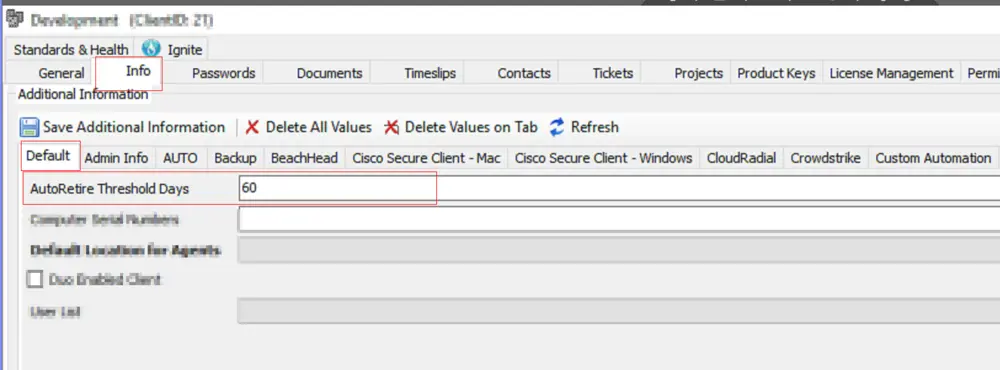 Development (ClientID: 21)
Standards & Health Ignite
General Info Passwords Documents Timeslips Contacts Tickets Projects Product Keys License Management Permi
Additional Information
Save Additional Information Delete All Values Delete Values on Tab Refresh
Default Admin Info AUTO Backup BeachHead Cisco Secure Client - Mac Cisco Secure Client - Windows CloudRadial Crowdstrike Custom Automation
AutoRetire Threshold Days 60
Computer Serial Numbers
Default Location for Agents
Duo Enabled Client
User List